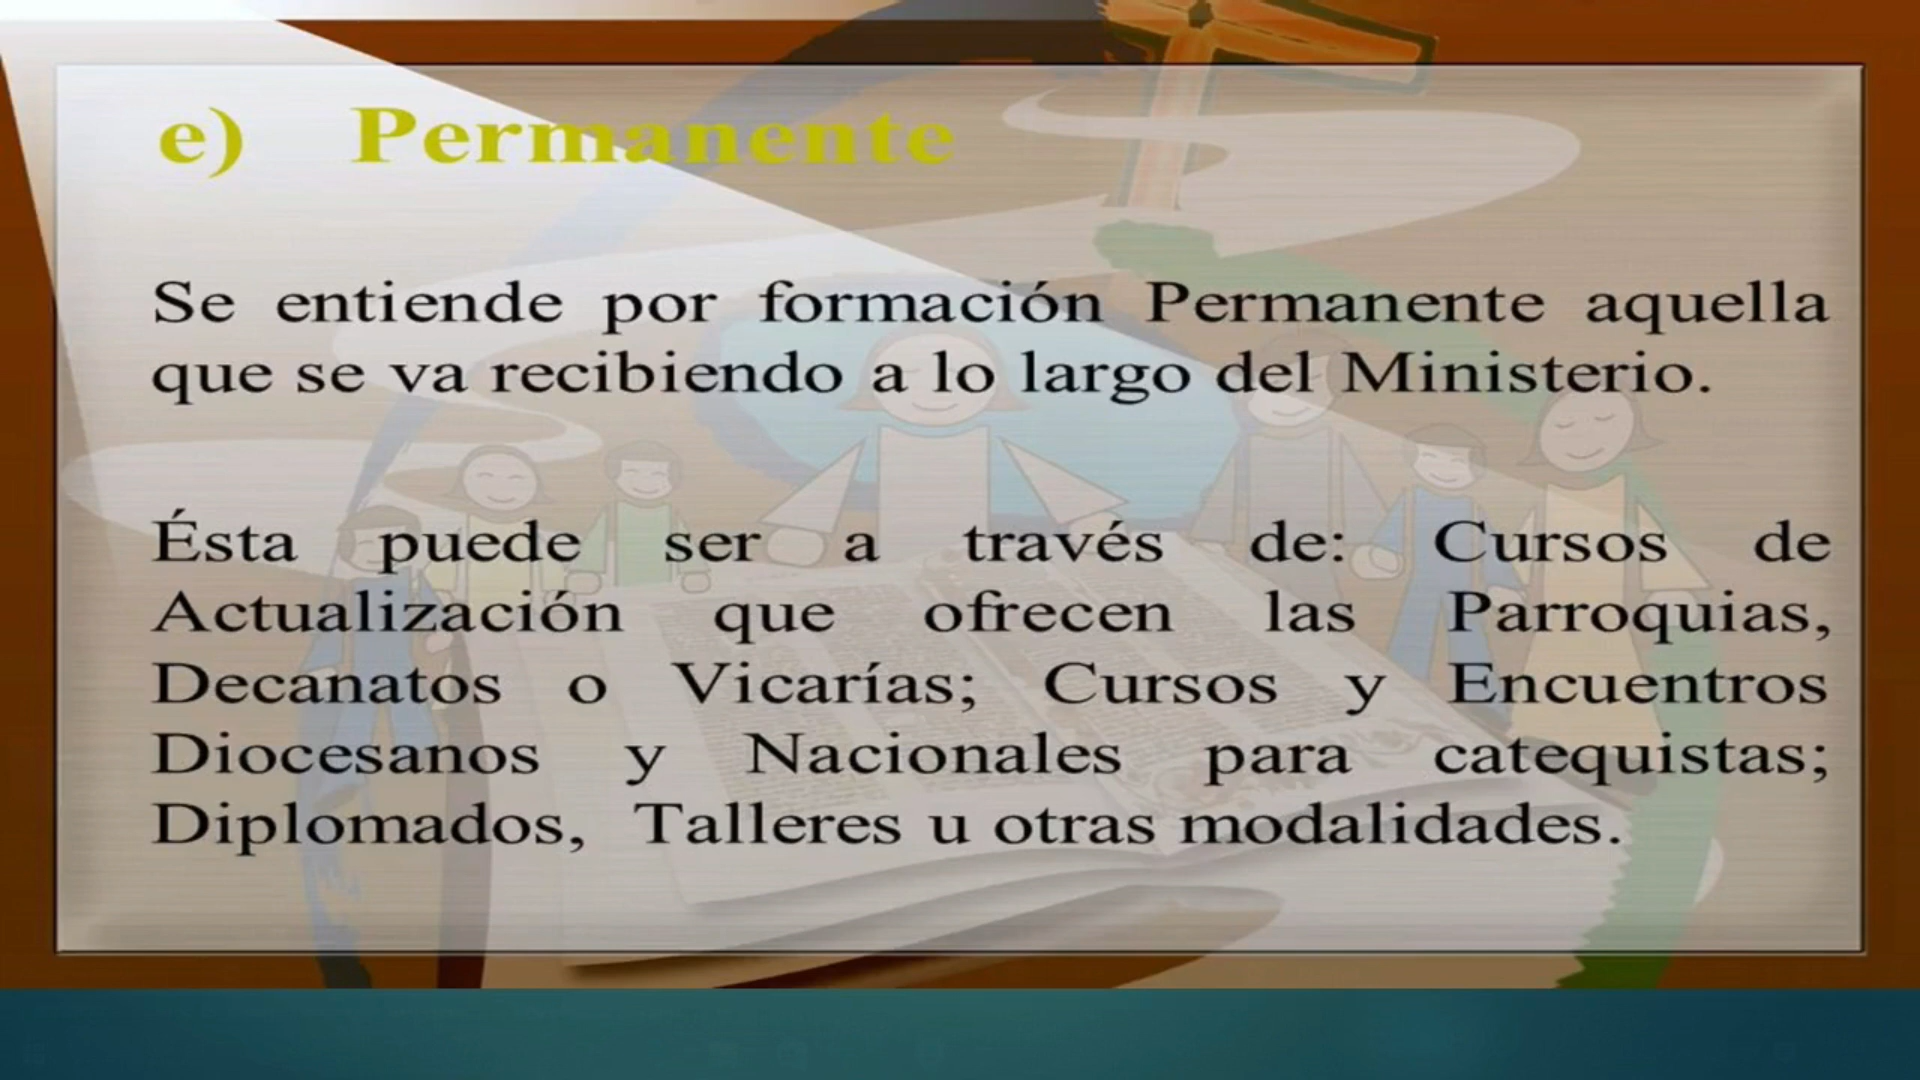 e) Permanente
Se entiende por formación Permanente aquella
que se va recibiendo a lo largo del Ministerio.
Ésta puede ser a través de: Cursos de
Actualización que ofrecen las Parroquias,
Decanatos o Vicarías; Cursos y Encuentros
Diocesanos y Nacionales para catequistas;
Diplomados, Talleres u otras modalidades.